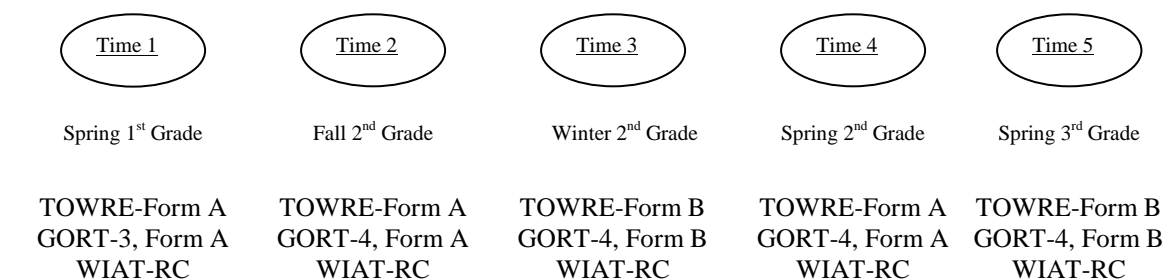 Time 1 Time 2 Time 3 Time 4 Time 5
Spring 1st Grade Fall 2nd Grade Winter 2nd Grade Spring 2nd Grade Spring 3rd Grade
TOWRE-Form A TOWRE-Form A TOWRE-Form B TOWRE-Form A TOWRE-Form B
GORT-3, Form A GORT-4, Form A GORT-4, Form B GORT-4, Form A GORT-4, Form B
WIAT-RC WIAT-RC WIAT-RC WIAT-RC WIAT-RC